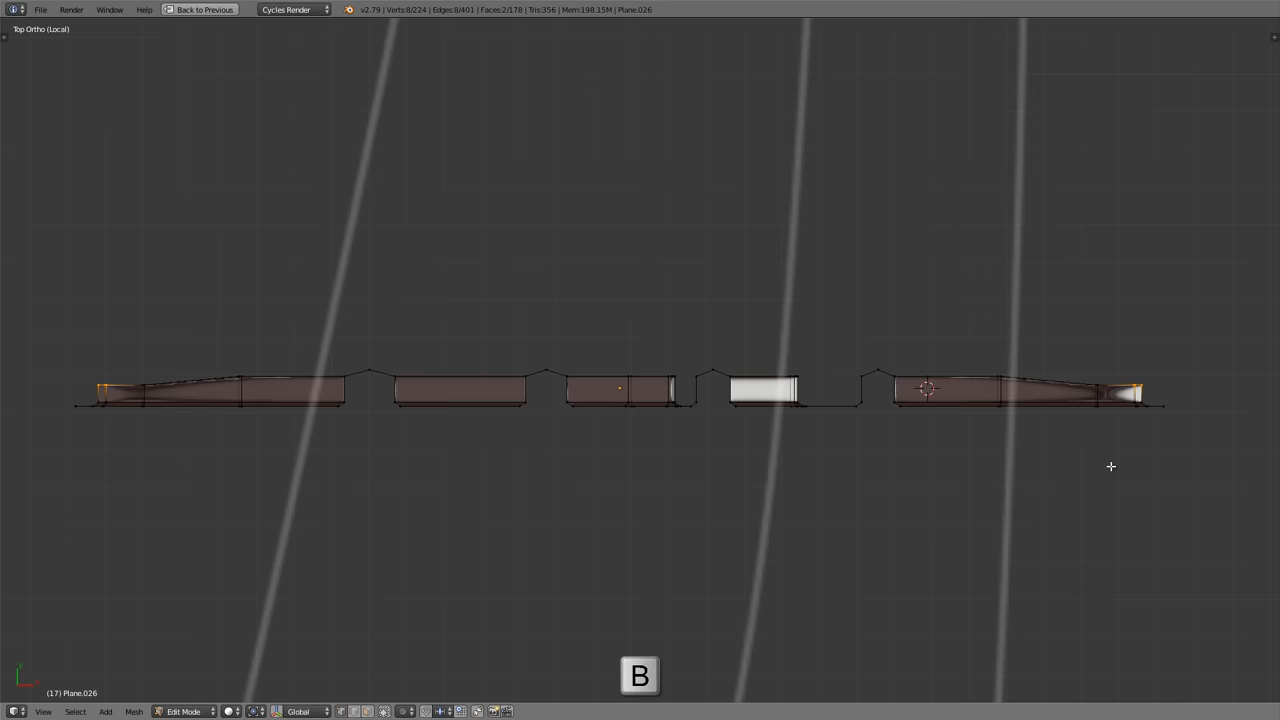 File Render Window Help Back to Previous Cycles Render v2.79 | Verts:8/224 | Edges:8/401 | Faces:2/178 | Tris:356 | Mem:198.15M | Plane.026
Top Ortho (Local)
B
(17) Plane.026
View Select Add Mesh Edit Mode Global